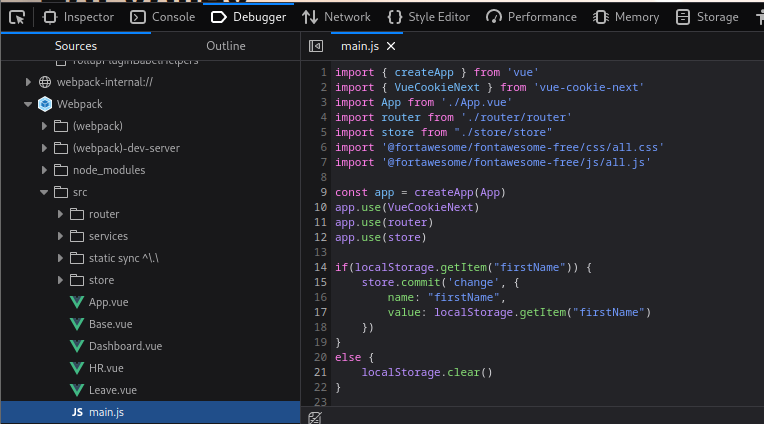 Inspector Console Debugger Network Style Editor Performance Memory Storage
Sources Outline
main.js
rollupPluginBabelHelpers
webpack-internal://
Webpack
(webpack)
(webpack)-dev-server
node_modules
src
router
services
static sync ^\.\
store
App.vue
Base.vue
Dashboard.vue
HR.vue
Leave.vue
JS main.js
1 import { createApp } from 'vue'
2 import { VueCookieNext } from 'vue-cookie-next'
3 import App from './App.vue'
4 import router from './router/router'
5 import store from "./store/store"
6 import '@fortawesome/fontawesome-free/css/all.css'
7 import '@fortawesome/fontawesome-free/js/all.js'
8
9 const app = createApp(App)
10 app.use(VueCookieNext)
11 app.use(router)
12 app.use(store)
13
14 if(localStorage.getItem("firstName")) {
15 store.commit('change', {
16 name: "firstName",
17 value: localStorage.getItem("firstName")
18 })
19 }
20 else {
21 localStorage.clear()
22 }
23